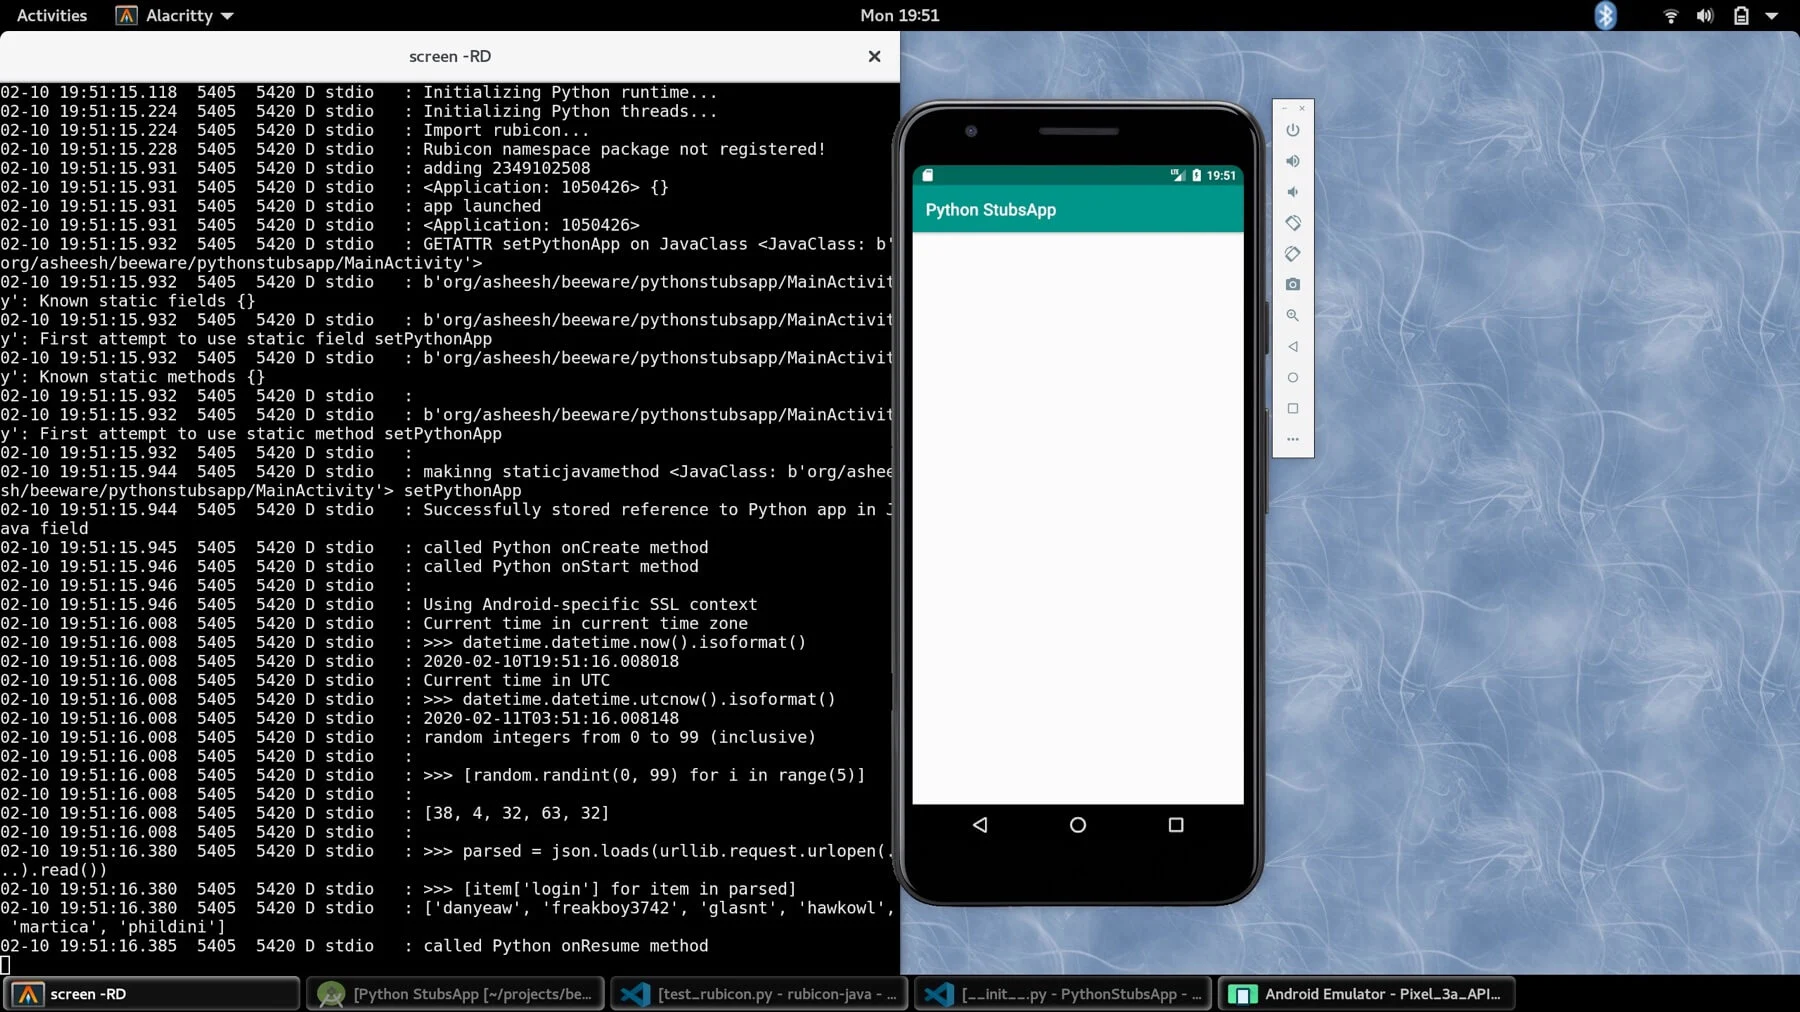 Activities Alacritty Mon 19:51
screen -RD
02-10 19:51:15.118  5405  5420 D stdio   : Initializing Python runtime...
02-10 19:51:15.224  5405  5420 D stdio   : Initializing Python threads...
02-10 19:51:15.224  5405  5420 D stdio   : Import rubicon...
02-10 19:51:15.228  5405  5420 D stdio   : Rubicon namespace package not registered!
02-10 19:51:15.931  5405  5420 D stdio   : adding 2349102508
02-10 19:51:15.931  5405  5420 D stdio   : <Application: 1050426> {}
02-10 19:51:15.931  5405  5420 D stdio   : app launched
02-10 19:51:15.931  5405  5420 D stdio   : <Application: 1050426>
02-10 19:51:15.932  5405  5420 D stdio   : GETATTR setPythonApp on JavaClass <JavaClass: b'
org/asheesh/beeware/pythonstubsapp/MainActivity'>
02-10 19:51:15.932  5405  5420 D stdio   : b'org/asheesh/beeware/pythonstubsapp/MainActivit
y': Known static fields {}
02-10 19:51:15.932  5405  5420 D stdio   : b'org/asheesh/beeware/pythonstubsapp/MainActivit
y': First attempt to use static field setPythonApp
02-10 19:51:15.932  5405  5420 D stdio   : b'org/asheesh/beeware/pythonstubsapp/MainActivit
y': Known static methods {}
02-10 19:51:15.932  5405  5420 D stdio   :
02-10 19:51:15.932  5405  5420 D stdio   : b'org/asheesh/beeware/pythonstubsapp/MainActivit
y': First attempt to use static method setPythonApp
02-10 19:51:15.932  5405  5420 D stdio   :
02-10 19:51:15.944  5405  5420 D stdio   : makinng staticjavamethod <JavaClass: b'org/ashee
sh/beeware/pythonstubsapp/MainActivity'> setPythonApp
02-10 19:51:15.944  5405  5420 D stdio   : Successfully stored reference to Python app in J
ava field
02-10 19:51:15.945  5405  5420 D stdio   : called Python onCreate method
02-10 19:51:15.946  5405  5420 D stdio   : called Python onStart method
02-10 19:51:15.946  5405  5420 D stdio   :
02-10 19:51:15.946  5405  5420 D stdio   : Using Android-specific SSL context
02-10 19:51:16.008  5405  5420 D stdio   : Current time in current time zone
02-10 19:51:16.008  5405  5420 D stdio   : >>> datetime.datetime.now().isoformat()
02-10 19:51:16.008  5405  5420 D stdio   : 2020-02-10T19:51:16.008018
02-10 19:51:16.008  5405  5420 D stdio   : Current time in UTC
02-10 19:51:16.008  5405  5420 D stdio   : >>> datetime.datetime.utcnow().isoformat()
02-10 19:51:16.008  5405  5420 D stdio   : 2020-02-11T03:51:16.008148
02-10 19:51:16.008  5405  5420 D stdio   : random integers from 0 to 99 (inclusive)
02-10 19:51:16.008  5405  5420 D stdio   :
02-10 19:51:16.008  5405  5420 D stdio   : >>> [random.randint(0, 99) for i in range(5)]
02-10 19:51:16.008  5405  5420 D stdio   :
02-10 19:51:16.008  5405  5420 D stdio   : [38, 4, 32, 63, 32]
02-10 19:51:16.008  5405  5420 D stdio   :
02-10 19:51:16.380  5405  5420 D stdio   : >>> parsed = json.loads(urllib.request.urlopen(.
..).read())
02-10 19:51:16.380  5405  5420 D stdio   : >>> [item['login'] for item in parsed]
02-10 19:51:16.380  5405  5420 D stdio   : ['danyeaw', 'freakboy3742', 'glasnt', 'hawkowl',
 'martica', 'phildini']
02-10 19:51:16.385  5405  5420 D stdio   : called Python onResume method
LTE 19:51
Python StubsApp
screen -RD
[Python StubsApp [~/projects/be...
[test_rubicon.py - rubicon-java - ...
[__init__.py - PythonStubsApp - ...
Android Emulator - Pixel_3a_API...